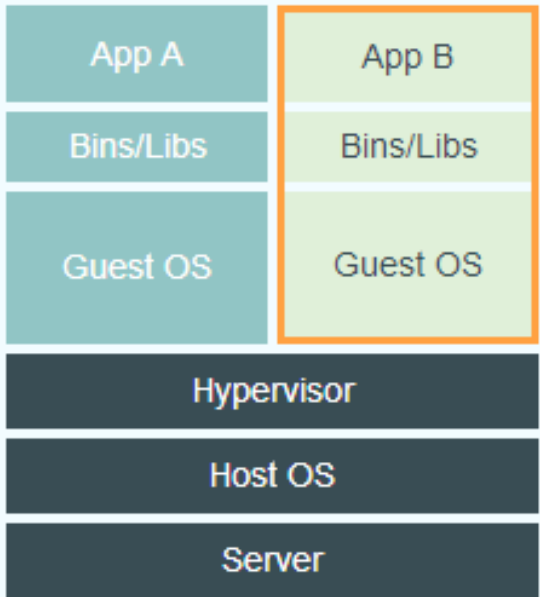 App A
App B
Bins/Libs
Bins/Libs
Guest OS
Guest OS
Hypervisor
Host OS
Server